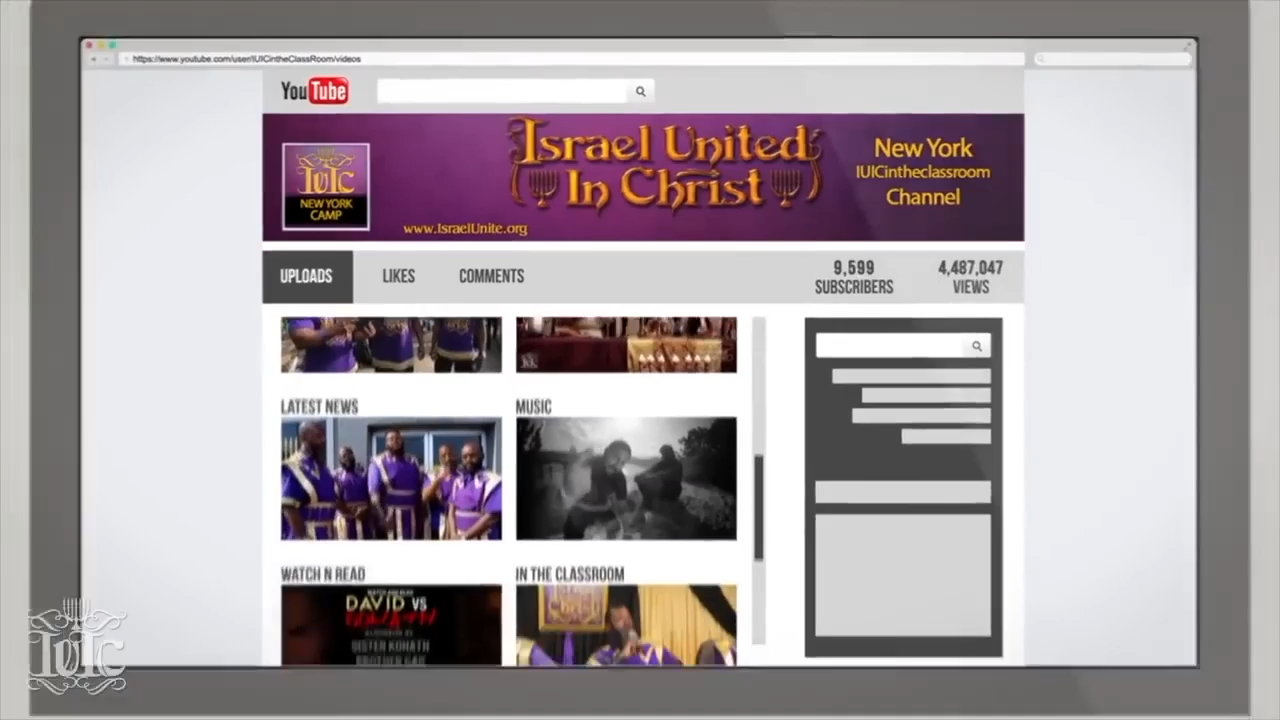 https://www.youtube.com/user/IUICintheClassRoom/videos
YouTube
Israel United
In Christ
IUIC
NEW YORK
CAMP
www.IsraelUnite.org
New York
IUICintheclassroom
Channel
UPLOADS
LIKES
COMMENTS
9,599
SUBSCRIBERS
4,487,047
VIEWS
LATEST NEWS
MUSIC
WATCH N READ
IN THE CLASSROOM
DAVID VS
SISTER KOHATH
IUIC